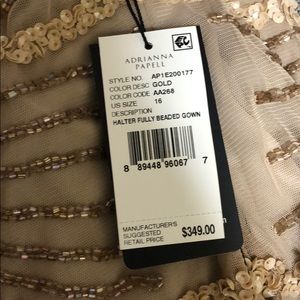 ADRIANNA
PAPELL
STYLE NO. AP1E200177
COLOR DESC GOLD
COLOR CODE AA268
US SIZE 16
DESCRIPTION
HALTER FULLY BEADED GOWN
8 89448 96067 7
MANUFACTURER'S
SUGGESTED
RETAIL PRICE $349.00